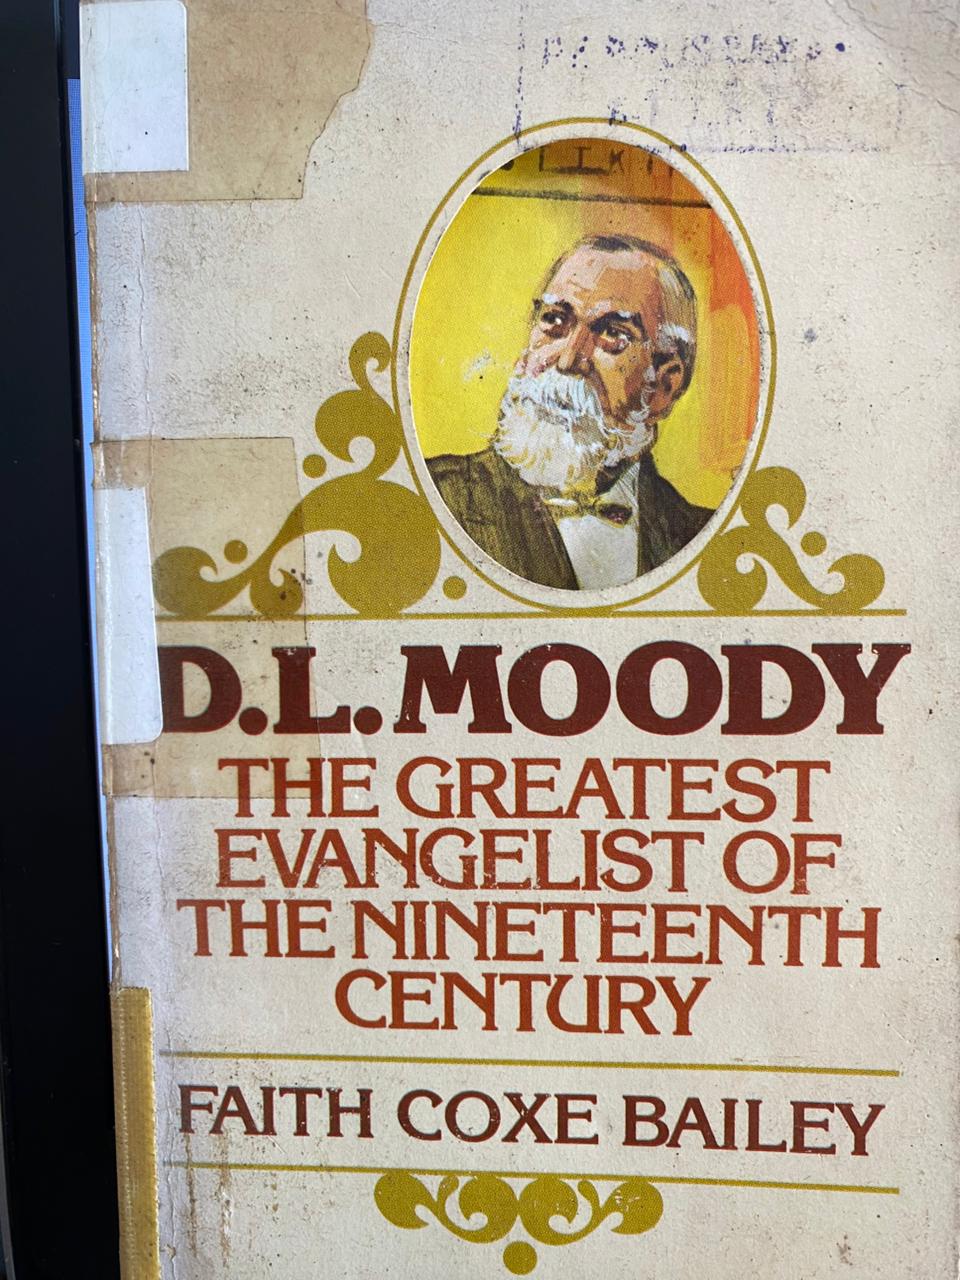 D.L. MOODY
THE GREATEST
EVANGELIST OF
THE NINETEENTH
CENTURY
FAITH COXE BAILEY